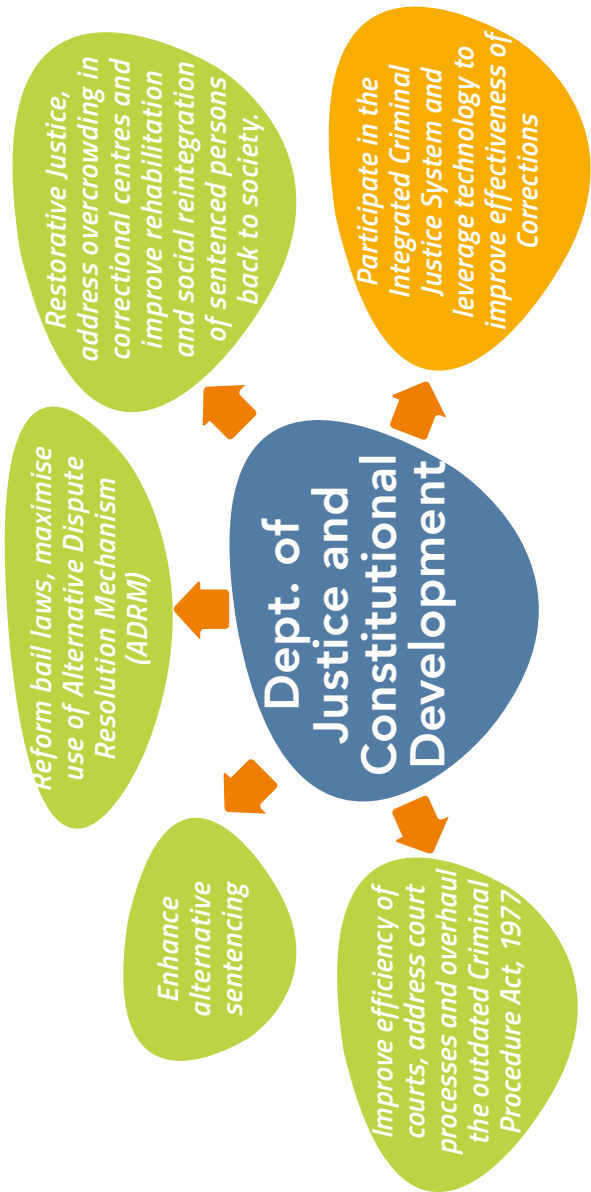 Dept. of
Justice and
Constitutional
Development
Improve efficiency of
courts, address court
processes and overhaul
the outdated Criminal
Procedure Act, 1977
Enhance
alternative
sentencing
Reform bail laws, maximise
use of Alternative Dispute
Resolution Mechanism
(ADRM)
Restorative Justice,
address overcrowding in
correctional centres and
improve rehabilitation
and social reintegration
of sentenced persons
back to society.
Participate in the
Integrated Criminal
Justice System and
leverage technology to
improve effectiveness of
Corrections